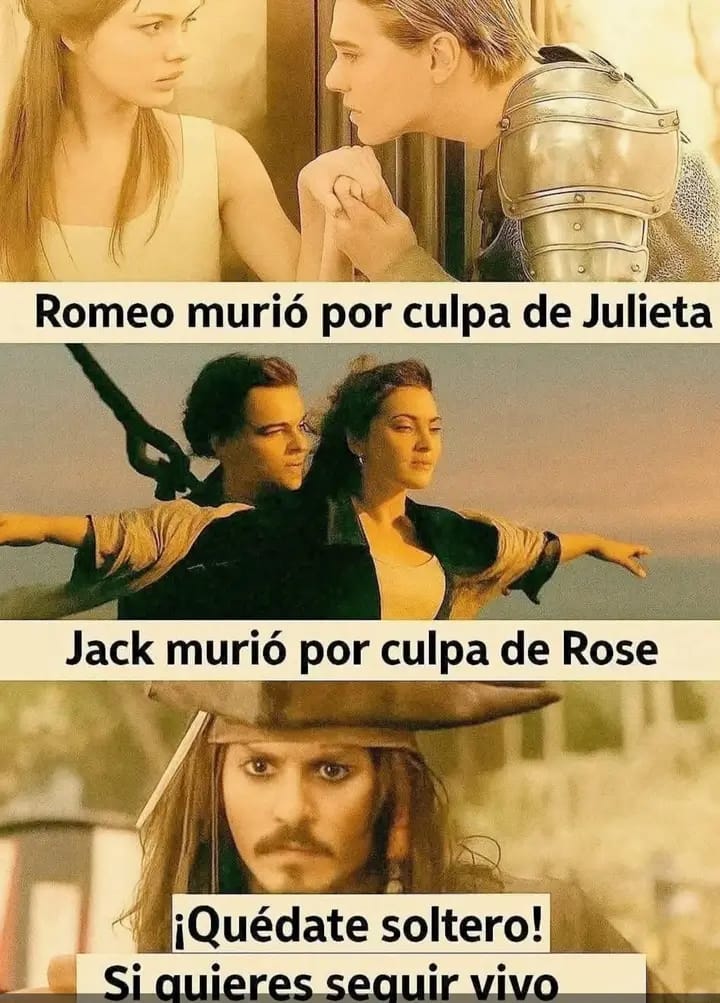 Romeo murió por culpa de Julieta
Jack murió por culpa de Rose
¡Quédate soltero!
Si quieres seguir vivo